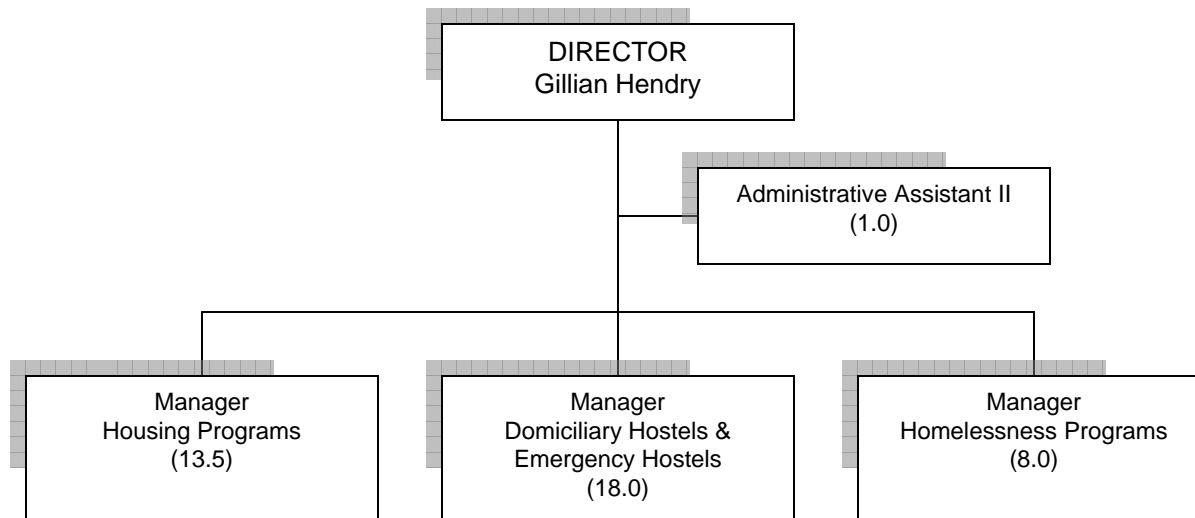 DIRECTOR
Gillian Hendry
Administrative Assistant II
(1.0)
Manager
Housing Programs
(13.5)
Manager
Domiciliary Hostels &
Emergency Hostels
(18.0)
Manager
Homelessness Programs
(8.0)